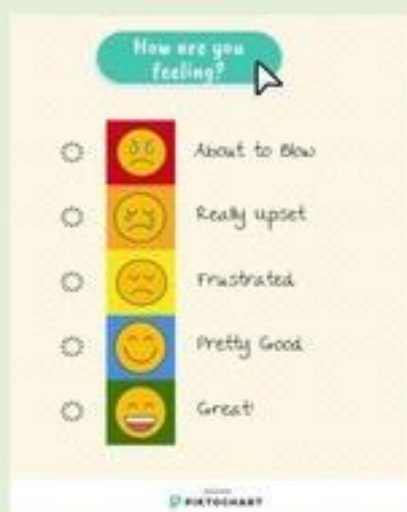 How are you
feeling?
About to Blow
Really upset
Frustrated
Pretty Good
Great!
PIKTOCHART